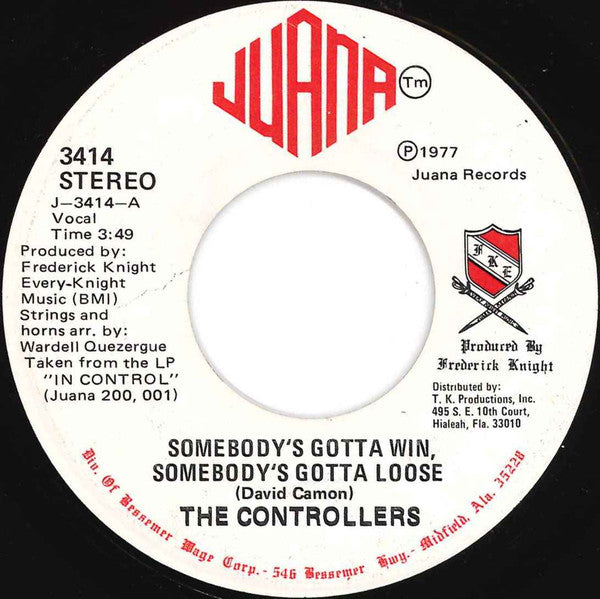 JUANA
Tm
3414
STEREO
J-3414-A
Vocal
Time 3:49
Produced by:
Frederick Knight
Every-Knight
Music (BMI)
Strings and
horns arr. by:
Wardell Quezergue
Taken from the LP
"IN CONTROL"
(Juana 200, 001)
Ⓟ1977
Juana Records
FKE
Produced By
Frederick Knight
Distributed by:
T. K. Productions, Inc.
495 S. E. 10th Court,
Hialeah, Fla. 33010
SOMEBODY'S GOTTA WIN,
SOMEBODY'S GOTTA LOOSE
(David Camon)
THE CONTROLLERS
Div. Of Bessemer Wage Corp. - 546 Bessemer Hwy. - Midfield, Ala. 35228